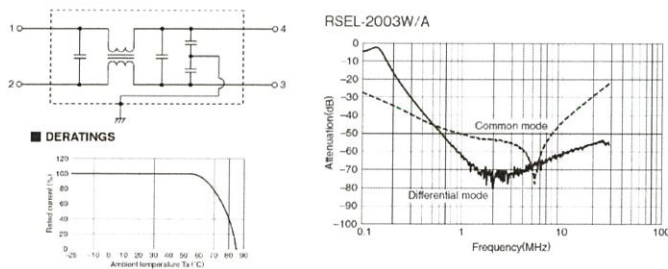 1
4
2
3
■ DERATINGS
Rated current (%)
120
100
80
60
40
20
0
-25 -10 0 10 20 30 40 50 60 70 80 90
Ambient temperature Ta (°C)
RSEL-2003W/A
Attenuation(dB)
0
-10
-20
-30
-40
-50
-60
-70
-80
-90
-100
Common mode
Differential mode
0.1 1 10 100
Frequency(MHz)